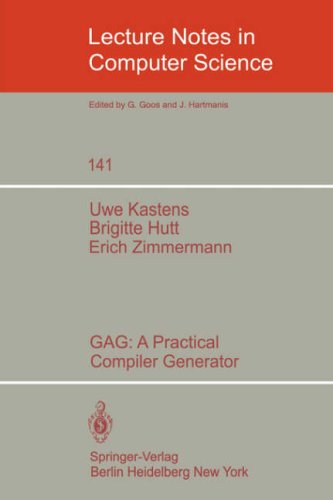 Lecture Notes in
Computer Science
Edited by G. Goos and J. Hartmanis
141
Uwe Kastens
Brigitte Hutt
Erich Zimmermann
GAG: A Practical
Compiler Generator
Springer-Verlag
Berlin Heidelberg New York